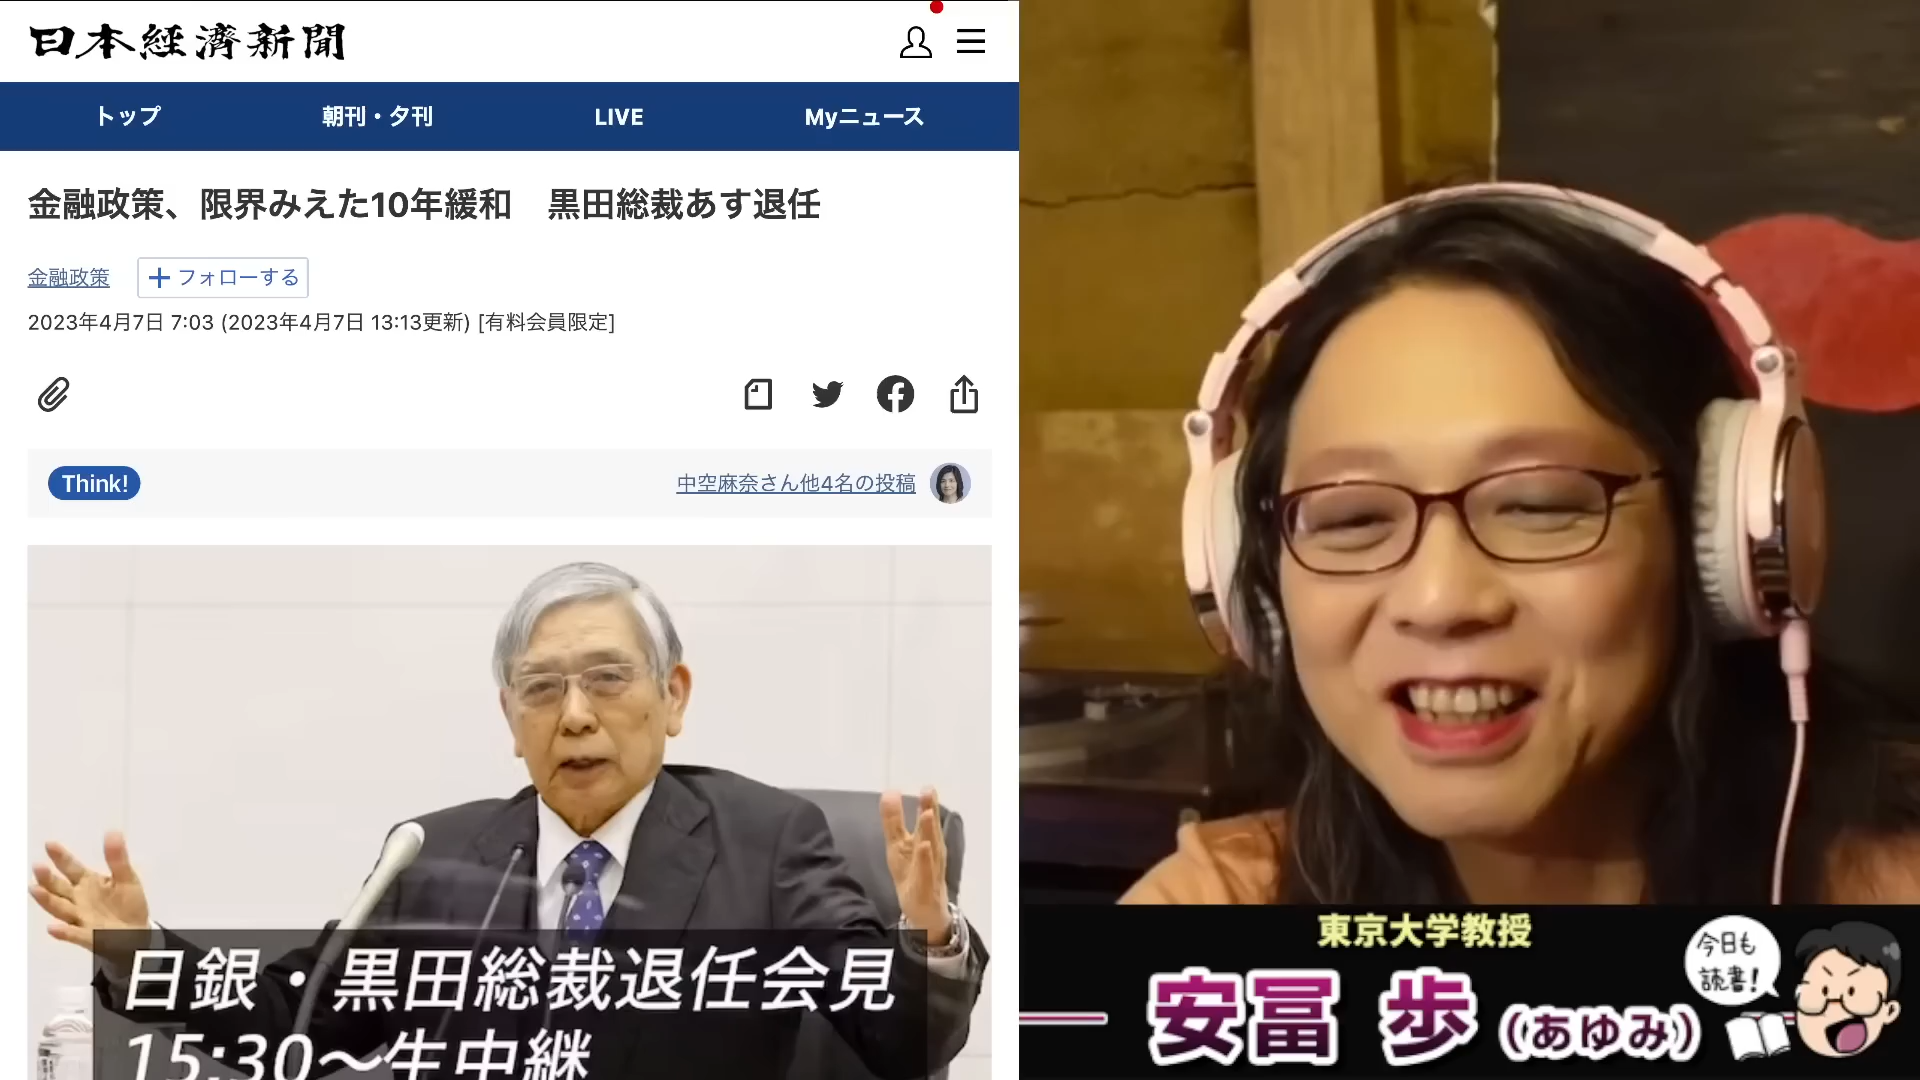 日本經濟新聞
トップ
朝刊・夕刊
LIVE
Myニュース
金融政策、限界みえた10年緩和　黒田総裁あす退任
金融政策
＋ フォローする
2023年4月7日 7:03 (2023年4月7日 13:13更新) [有料会員限定]
Think!
中空麻奈さん他4名の投稿
日銀・黒田総裁退任会見
15:30～生中継
東京大学教授
安冨 歩 (あゆみ)
今日も
読書!